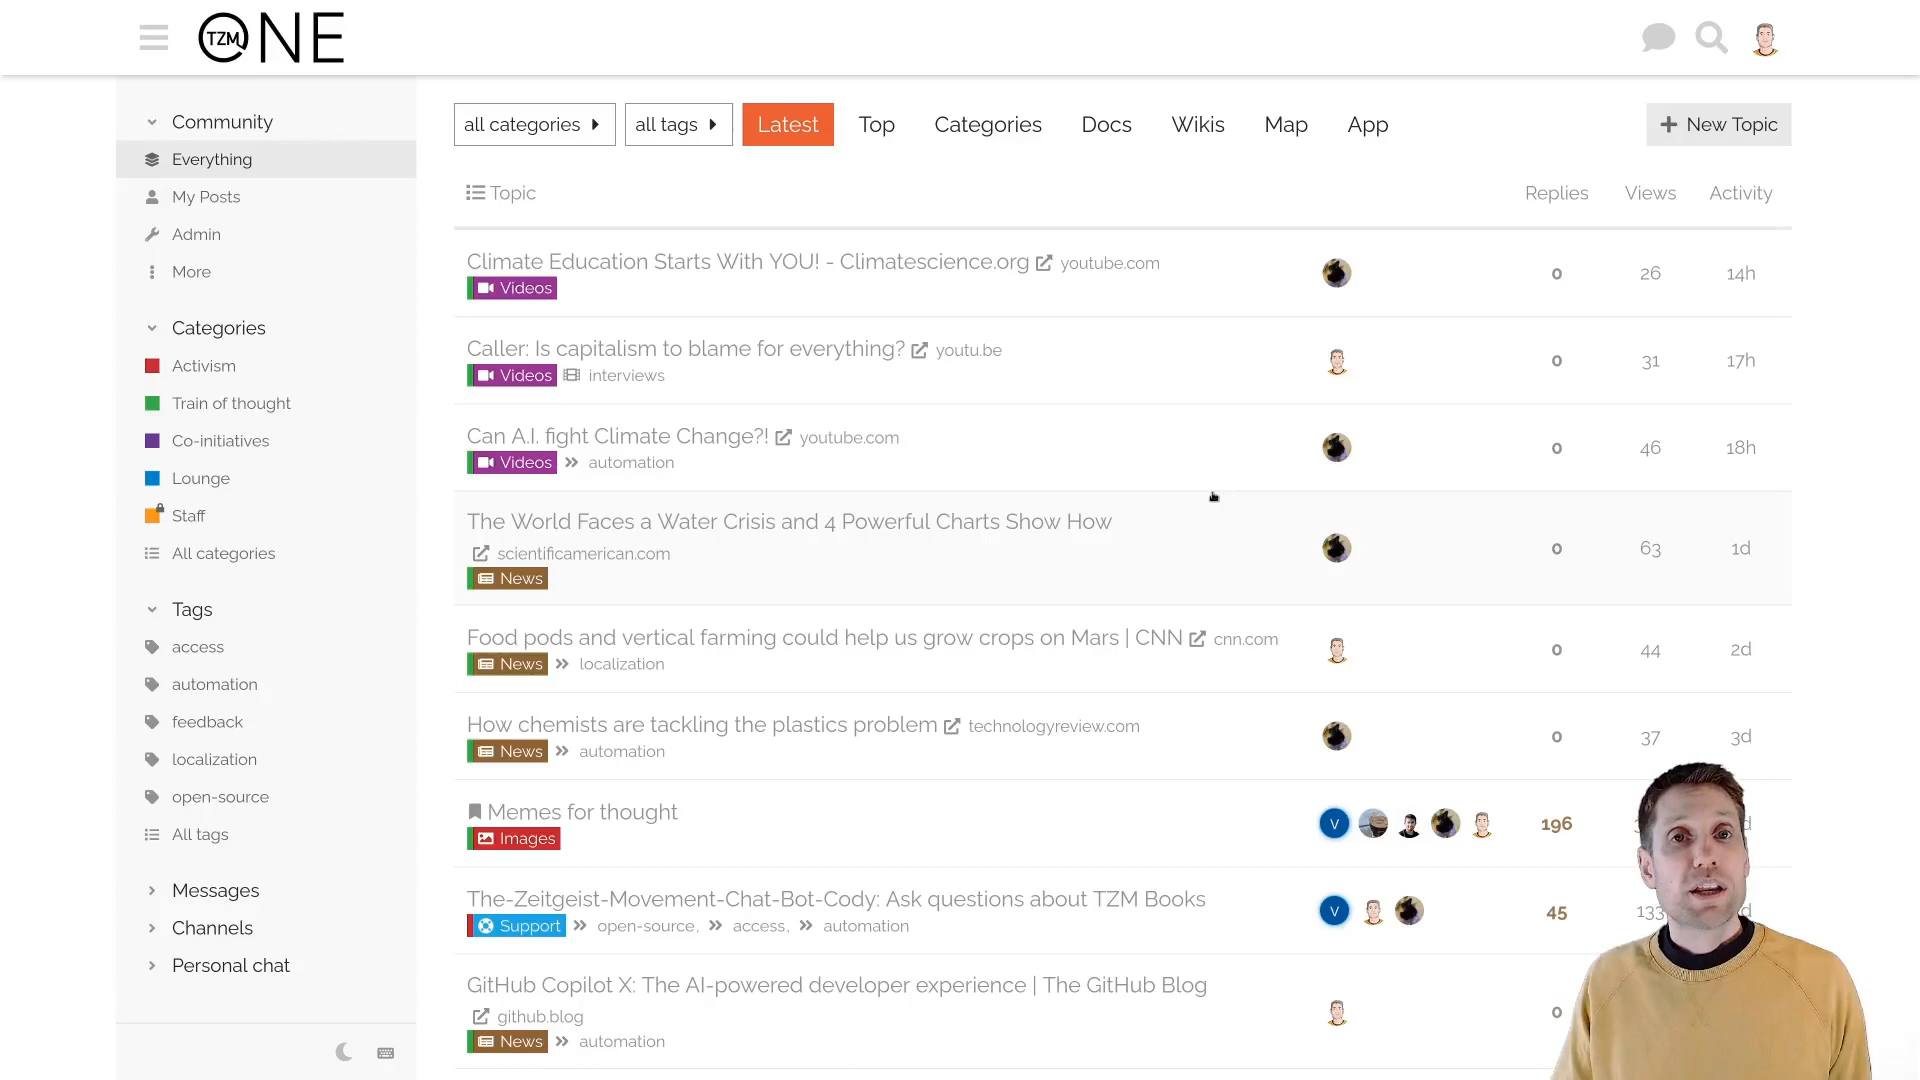 TZM ONE
Community
Everything
My Posts
Admin
More
Categories
Activism
Train of thought
Co-initiatives
Lounge
Staff
All categories
Tags
access
automation
feedback
localization
open-source
All tags
Messages
Channels
Personal chat
all categories all tags Latest Top Categories Docs Wikis Map App + New Topic
Topic Replies Views Activity
Climate Education Starts With YOU! - Climatescience.org youtube.com 0 26 14h
Videos
Caller: Is capitalism to blame for everything? youtu.be 0 31 17h
Videos interviews
Can A.I. fight Climate Change?! youtube.com 0 46 18h
Videos automation
The World Faces a Water Crisis and 4 Powerful Charts Show How
scientificamerican.com 0 63 1d
News
Food pods and vertical farming could help us grow crops on Mars | CNN cnn.com 0 44 2d
News localization
How chemists are tackling the plastics problem technologyreview.com 0 37 3d
News automation
Memes for thought V 196
Images
The-Zeitgeist-Movement-Chat-Bot-Cody: Ask questions about TZM Books V 45
Support open-source, access, automation
GitHub Copilot X: The AI-powered developer experience | The GitHub Blog
github.blog 0
News automation